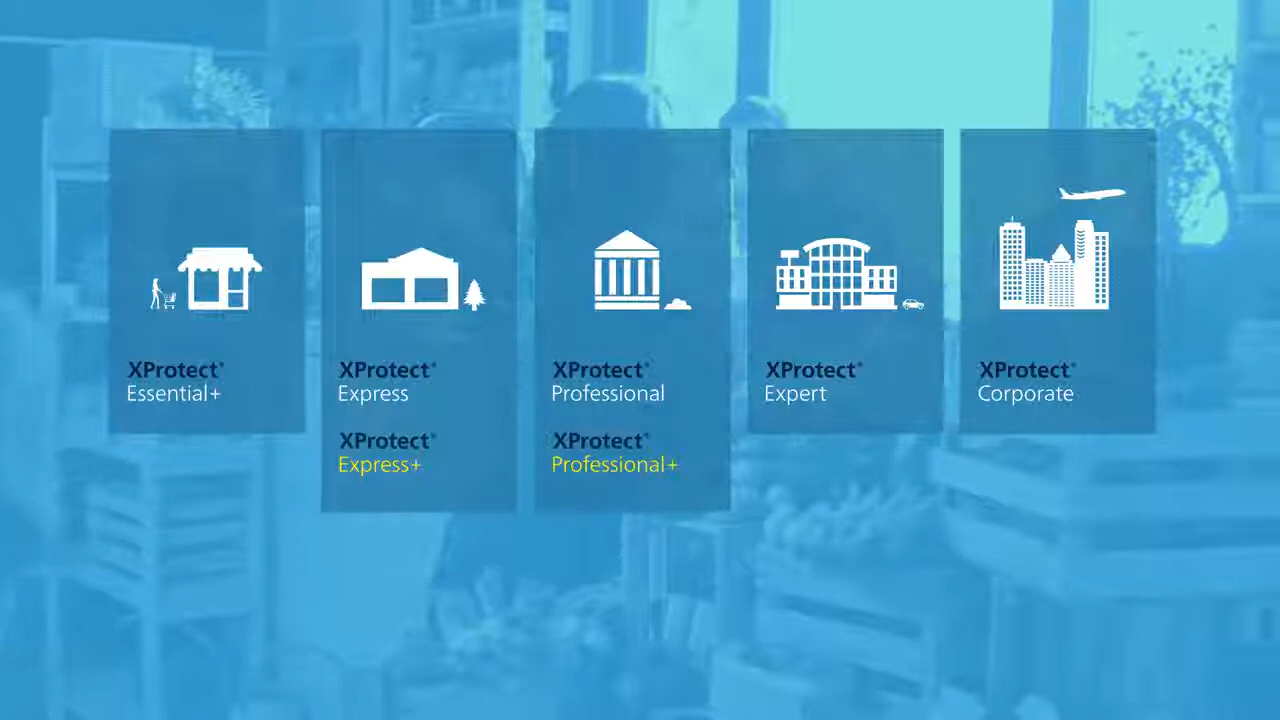 XProtect®
Essential+
XProtect®
Express
XProtect®
Express+
XProtect®
Professional
XProtect®
Professional+
XProtect®
Expert
XProtect®
Corporate